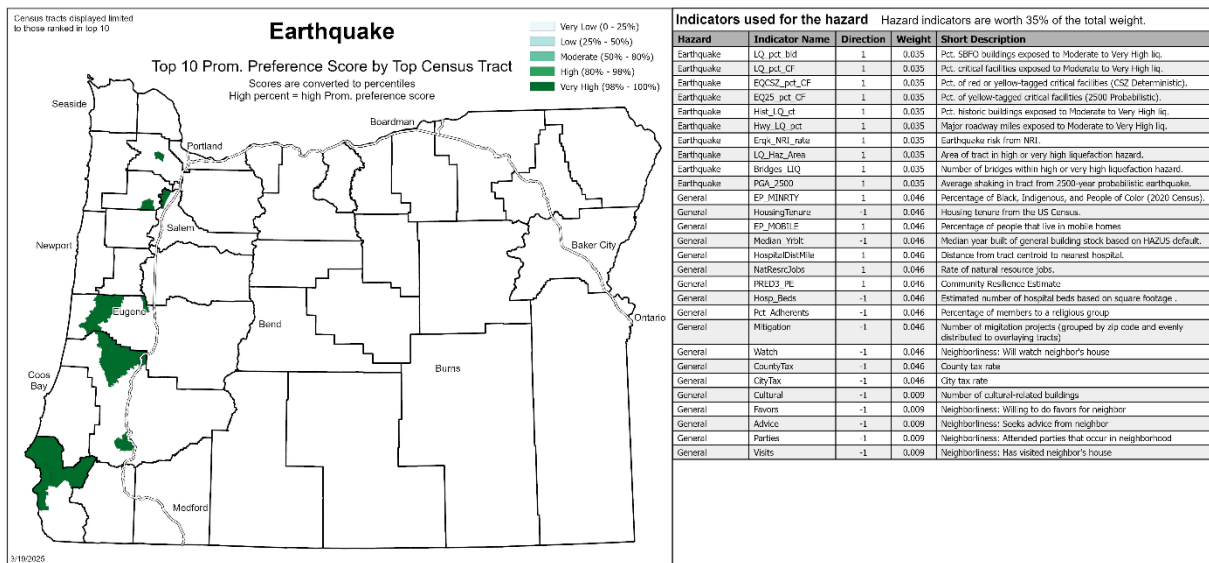 Census tracts displayed limited
to those ranked in top 10
Earthquake
Very Low (0 - 25%)
Low (25% - 50%)
Moderate (50% - 80%)
High (80% - 98%)
Very High (98% - 100%)
Top 10 Prom. Preference Score by Top Census Tract
Scores are converted to percentiles
High percent = high Prom. preference score
Seaside
Portland
Boardman
Salem
Newport
Baker City
Eugene
Bend
Ontario
Coos
Bay
Burns
Medford
3/19/2025
Indicators used for the hazard Hazard indicators are worth 35% of the total weight.
Hazard Indicator Name Direction Weight Short Description
Earthquake LQ_pct_bld 1 0.035 Pct. SBFO buildings exposed to Moderate to Very High liq.
Earthquake LQ_pct_CF 1 0.035 Pct. critical facilities exposed to Moderate to Very High liq.
Earthquake EQCSZ_pct_CF 1 0.035 Pct. of red or yellow-tagged critical facilities (CSZ Deterministic).
Earthquake EQ25_pct_CF 1 0.035 Pct. of yellow-tagged critical facilities (2500 Probabilistic).
Earthquake Hist_LQ_ct 1 0.035 Pct. historic buildings exposed to Moderate to Very High liq.
Earthquake Hwy_LQ_pct 1 0.035 Major roadway miles exposed to Moderate to Very High liq.
Earthquake Erqk_NRI_rate 1 0.035 Earthquake risk from NRI.
Earthquake LQ_Haz_Area 1 0.035 Area of tract in high or very high liquefaction hazard.
Earthquake Bridges_LIQ 1 0.035 Number of bridges within high or very high liquefaction hazard.
Earthquake PGA_2500 1 0.035 Average shaking in tract from 2500-year probabilistic earthquake.
General EP_MINRTY 1 0.046 Percentage of Black, Indigenous, and People of Color (2020 Census).
General HousingTenure -1 0.046 Housing tenure from the US Census.
General EP_MOBILE 1 0.046 Percentage of people that live in mobile homes
General Median_Yrblt -1 0.046 Median year built of general building stock based on HAZUS default.
General HospitalDistMile 1 0.046 Distance from tract centroid to nearest hospital.
General NatResrcJobs 1 0.046 Rate of natural resource jobs.
General PRED3_PE 1 0.046 Community Resilience Estimate
General Hosp_Beds -1 0.046 Estimated number of hospital beds based on square footage .
General Pct_Adherents -1 0.046 Percentage of members to a religious group
General Mitigation -1 0.046 Number of migitation projects (grouped by zip code and evenly
distributed to overlaying tracts)
General Watch -1 0.046 Neighborliness: Will watch neighbor's house
General CountyTax -1 0.046 County tax rate
General CityTax -1 0.046 City tax rate
General Cultural -1 0.009 Number of cultural-related buildings
General Favors -1 0.009 Neighborliness: Willing to do favors for neighbor
General Advice -1 0.009 Neighborliness: Seeks advice from neighbor
General Parties -1 0.009 Neighborliness: Attended parties that occur in neighborhood
General Visits -1 0.009 Neighborliness: Has visited neighbor's house